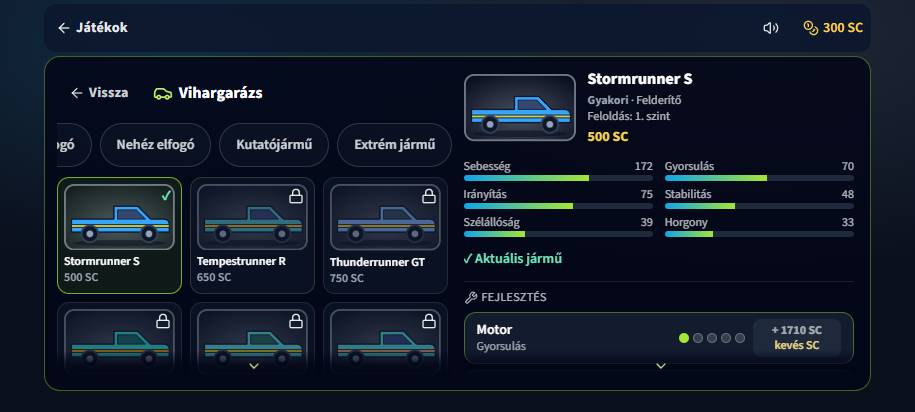 Játékok
300 SC
Vissza
Vihargarázs
ogó
Nehéz elfogó
Kutatójármű
Extrém jármű
Stormrunner S
500 SC
Tempestrunner R
650 SC
Thunderrunner GT
750 SC
Stormrunner S
Gyakori · Felderítő
Feloldás: 1. szint
500 SC
Sebesség 172
Gyorsulás 70
Irányítás 75
Stabilitás 48
Szélállóság 39
Horgony 33
✓ Aktuális jármű
FEJLESZTÉS
Motor
Gyorsulás
+ 1710 SC
kevés SC